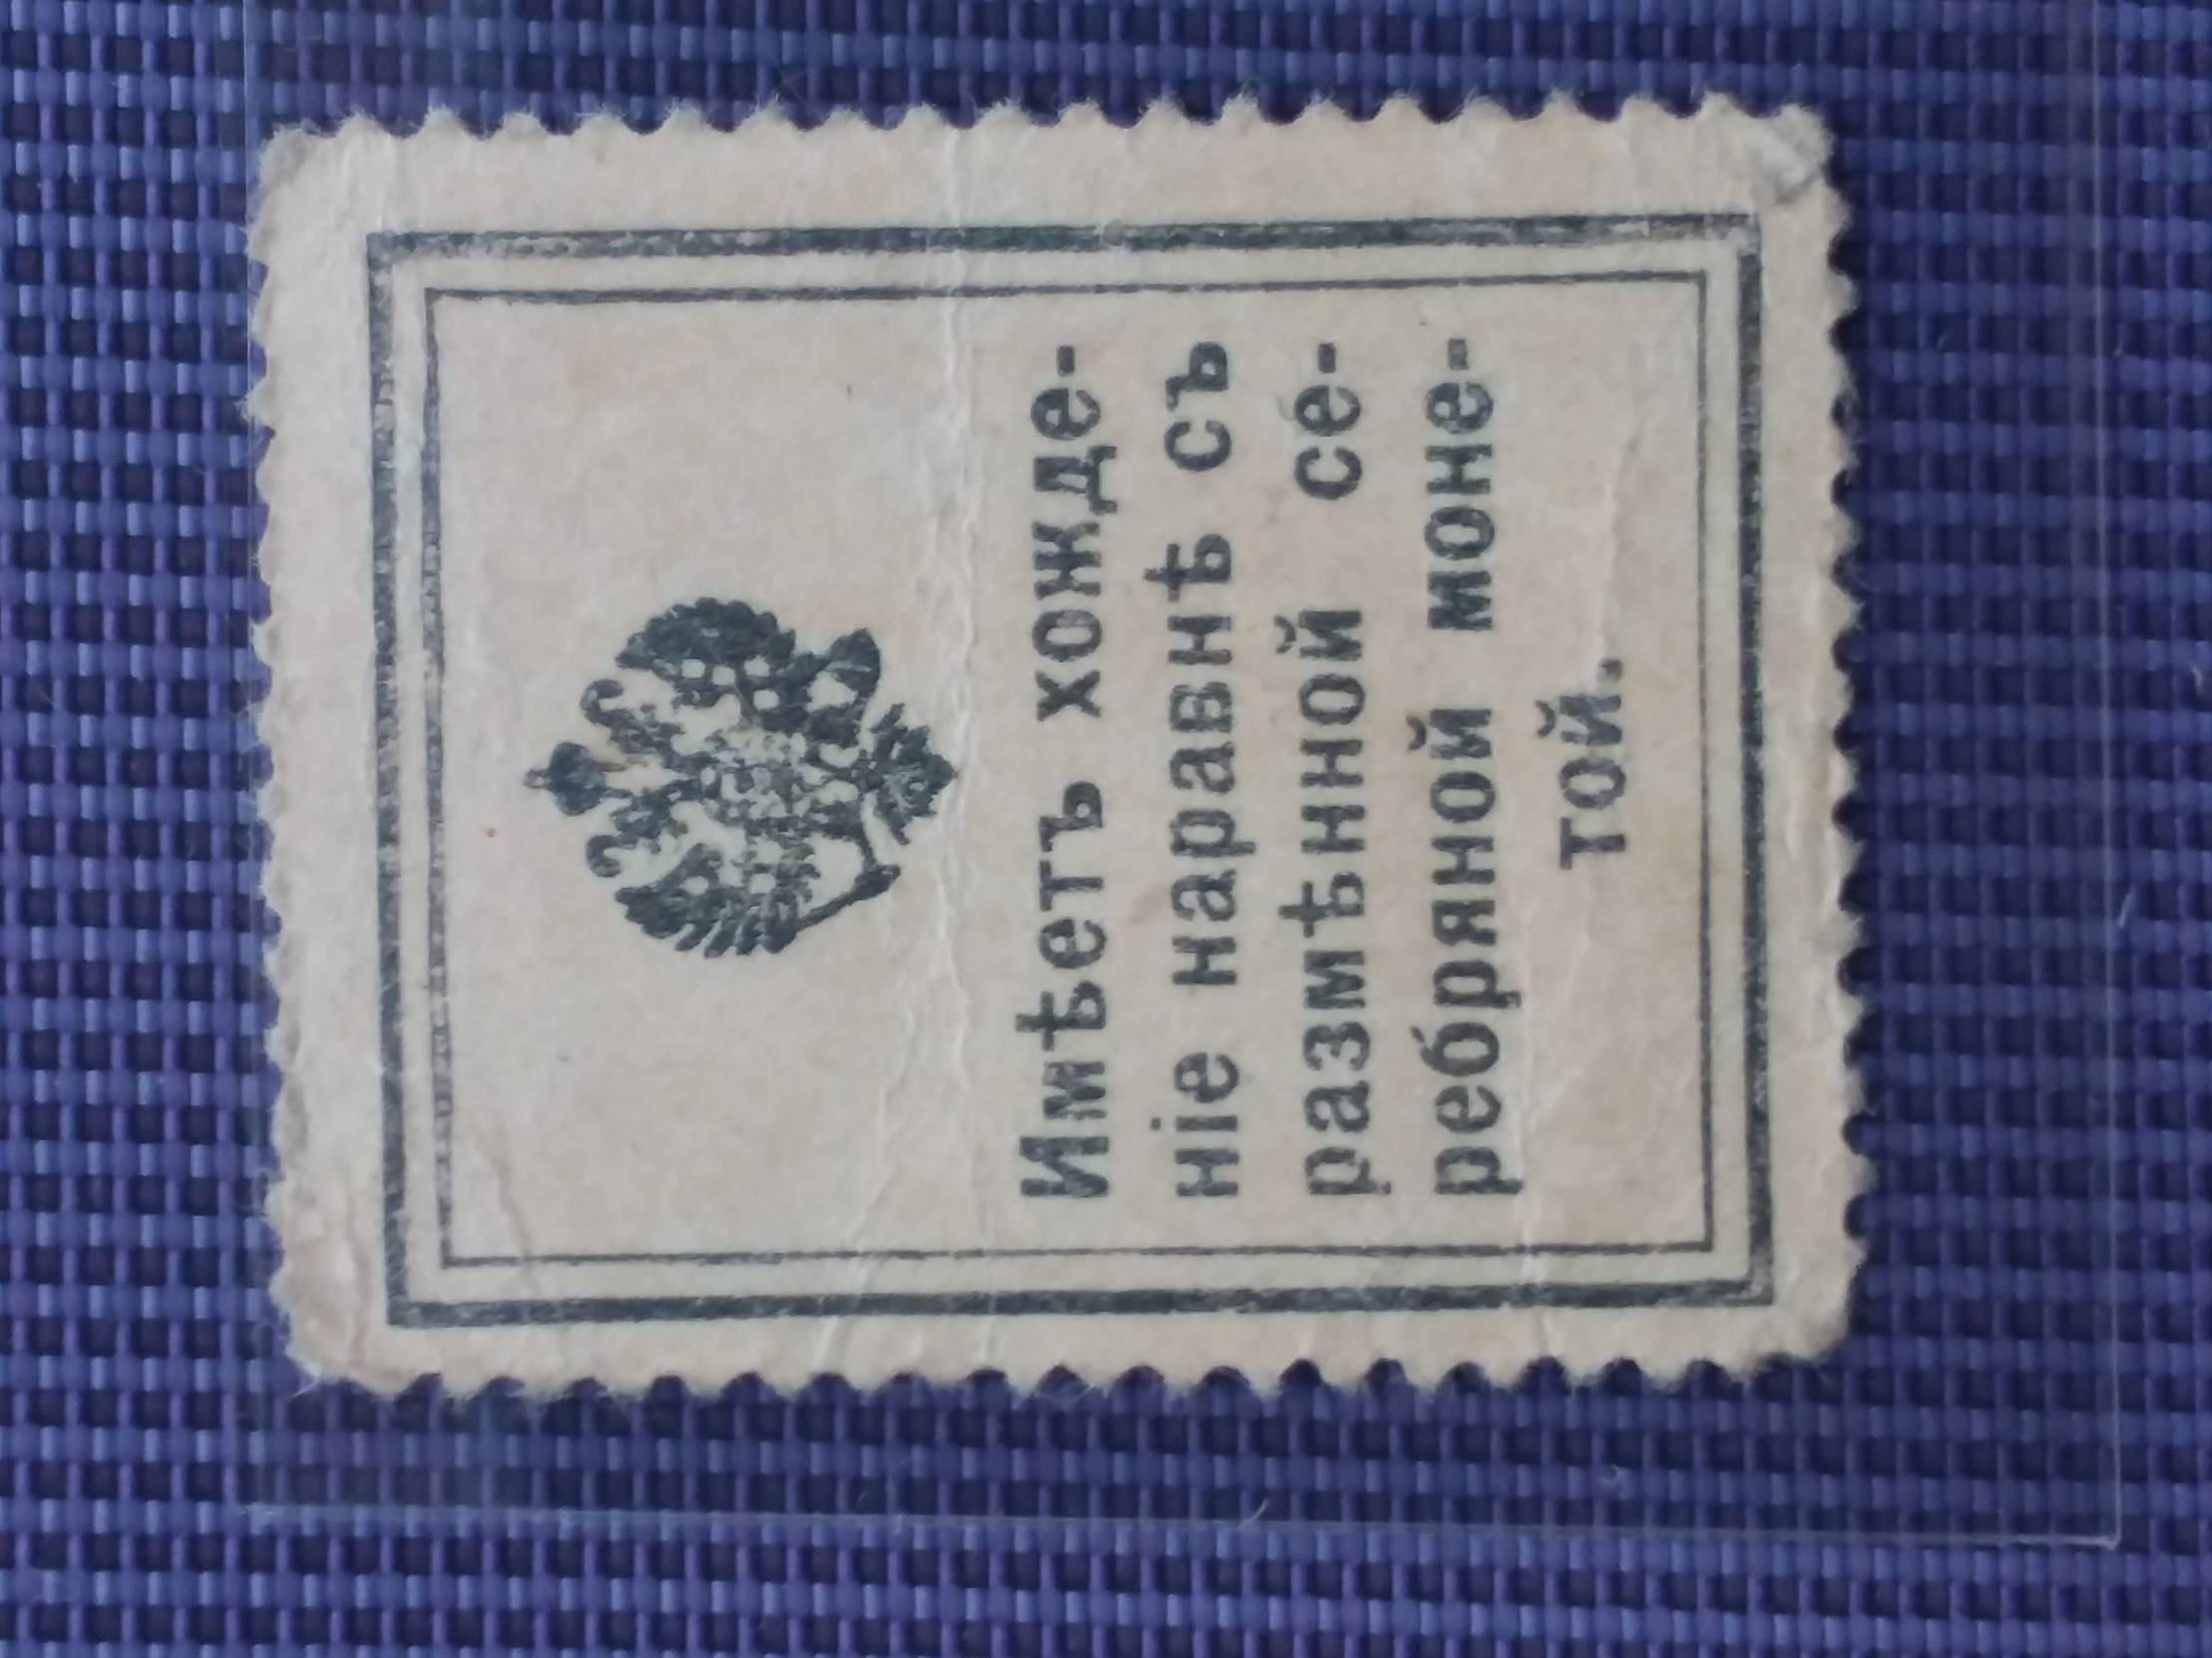 Имѣетъ хожде-
ніе наравнѣ съ
размѣнной се-
ребряной моне-
той.